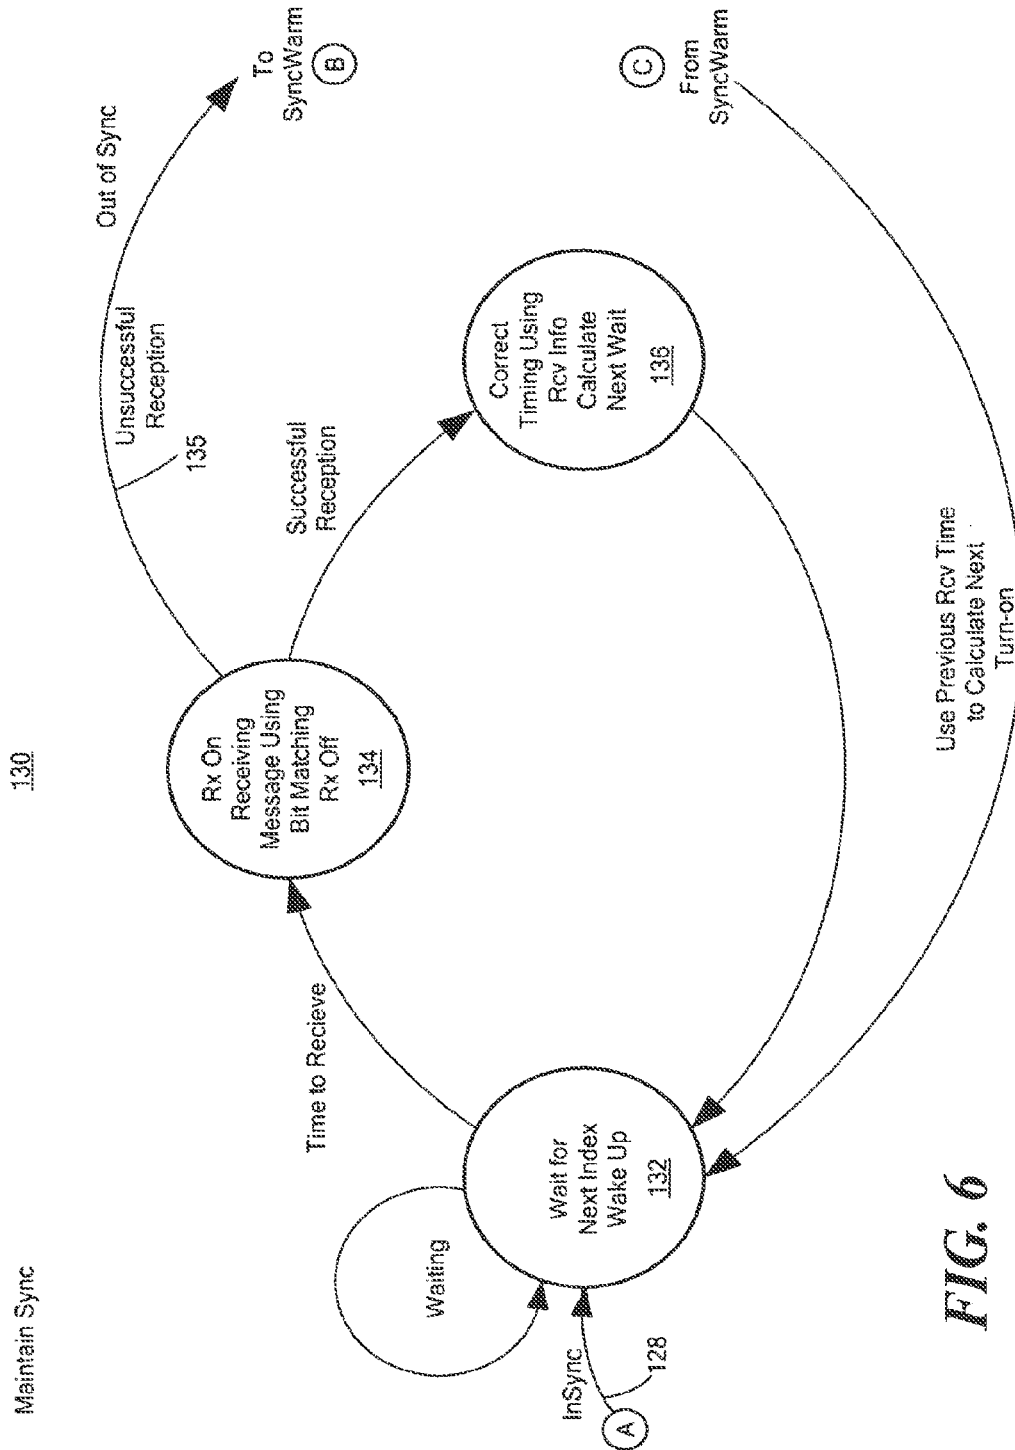 Maintain Sync
130
Out of Sync
To
SyncWarm
B
Unsuccessful
Reception
135
Rx On
Receiving
Message Using
Bit Matching
Rx Off
134
Successful
Reception
Time to Recieve
Waiting
InSync
A
128
Wait for
Next Index
Wake Up
132
Correct
Timing Using
Rcv Info
Calculate
Next Wait
136
C
From
SyncWarm
Use Previous Rcv Time
to Calculate Next
Turn-on
FIG. 6